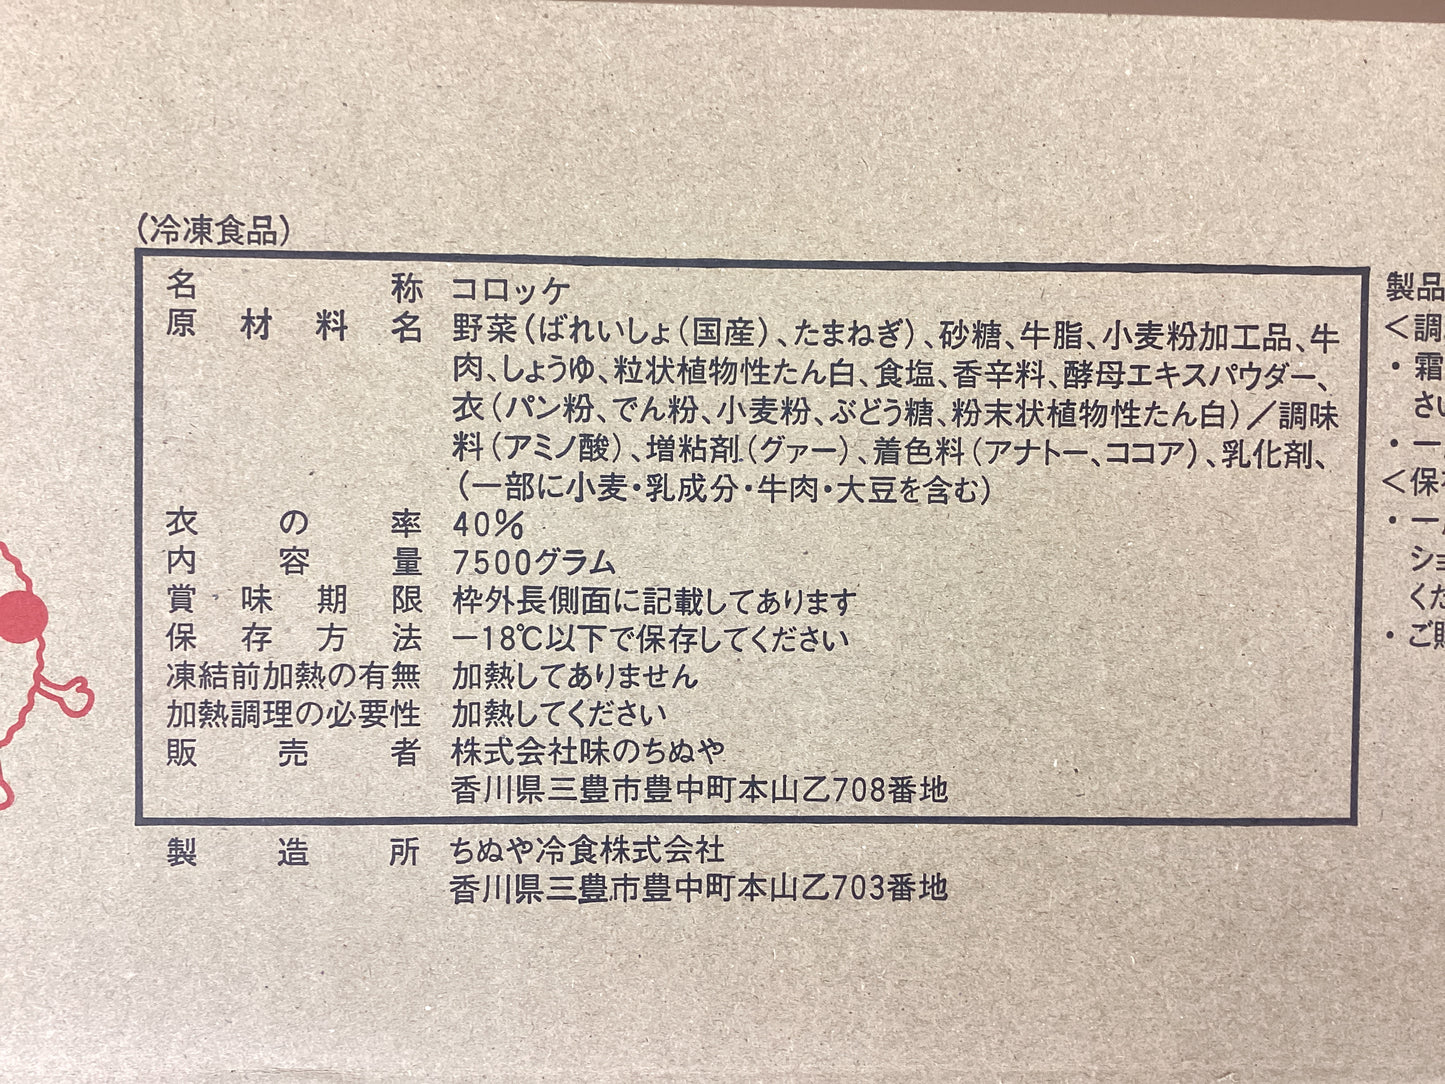 (冷凍食品)
名称 コロッケ
原材料名 野菜(ばれいしょ(国産)、たまねぎ)、砂糖、牛脂、小麦粉加工品、牛
肉、しょうゆ、粒状植物性たん白、食塩、香辛料、酵母エキスパウダー、
衣(パン粉、でん粉、小麦粉、ぶどう糖、粉末状植物性たん白)/調味
料(アミノ酸)、増粘剤(グァー)、着色料(アナトー、ココア)、乳化剤、
(一部に小麦・乳成分・牛肉・大豆を含む)
衣の率 40%
内容量 7500グラム
賞味期限 枠外長側面に記載してあります
保存方法 −18℃以下で保存してください
凍結前加熱の有無 加熱してありません
加熱調理の必要性 加熱してください
販売者 株式会社味のちぬや
香川県三豊市豊中町本山乙708番地
製造所 ちぬや冷食株式会社
香川県三豊市豊中町本山乙703番地
製品
<調
・霜
さい
・一
<保
・一
ショ
くだ
・ご